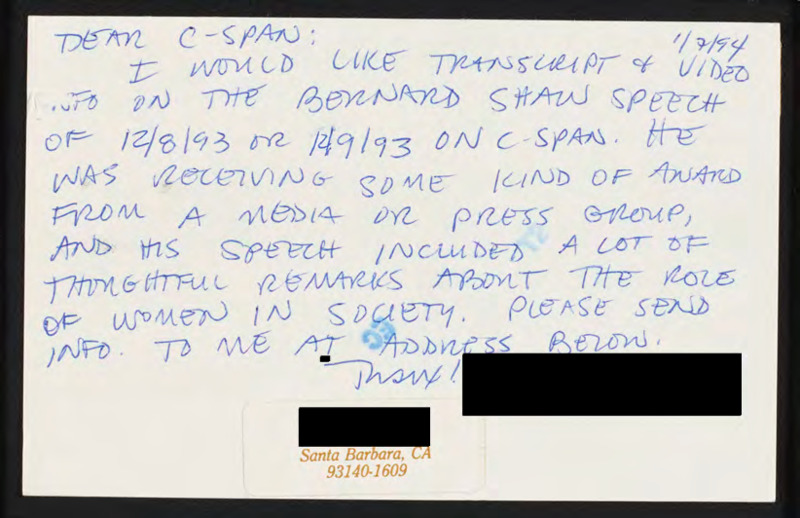 DEAR C-SPAN:
1/2/94
I WOULD LIKE TRANSCRIPT & VIDEO
INFO ON THE BERNARD SHAW SPEECH
OF 12/8/93 OR 12/9/93 ON C-SPAN. HE
WAS RECEIVING SOME KIND OF AWARD
FROM A MEDIA OR PRESS GROUP,
AND HIS SPEECH INCLUDED A LOT OF
THOUGHTFUL REMARKS ABOUT THE ROLE
OF WOMEN IN SOCIETY. PLEASE SEND
INFO. TO ME AT ADDRESS BELOW.
Thanx!
Santa Barbara, CA
93140-1609